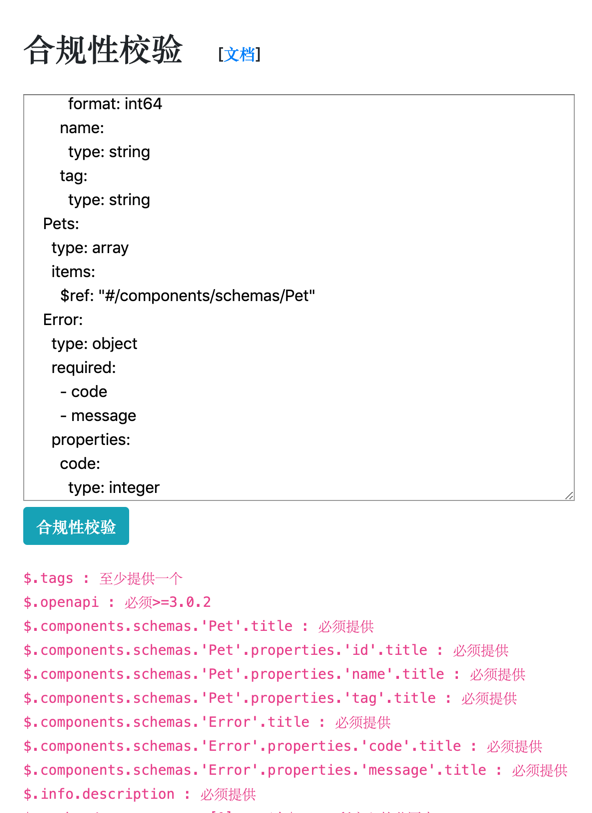 合规性校验 [文档]
format: int64
name:
type: string
tag:
type: string
Pets:
type: array
items:
$ref: "#/components/schemas/Pet"
Error:
type: object
required:
- code
- message
properties:
code:
type: integer
合规性校验
$.tags : 至少提供一个
$.openapi : 必须>=3.0.2
$.components.schemas.'Pet'.title : 必须提供
$.components.schemas.'Pet'.properties.'id'.title : 必须提供
$.components.schemas.'Pet'.properties.'name'.title : 必须提供
$.components.schemas.'Pet'.properties.'tag'.title : 必须提供
$.components.schemas.'Error'.title : 必须提供
$.components.schemas.'Error'.properties.'code'.title : 必须提供
$.components.schemas.'Error'.properties.'message'.title : 必须提供
$.info.description : 必须提供